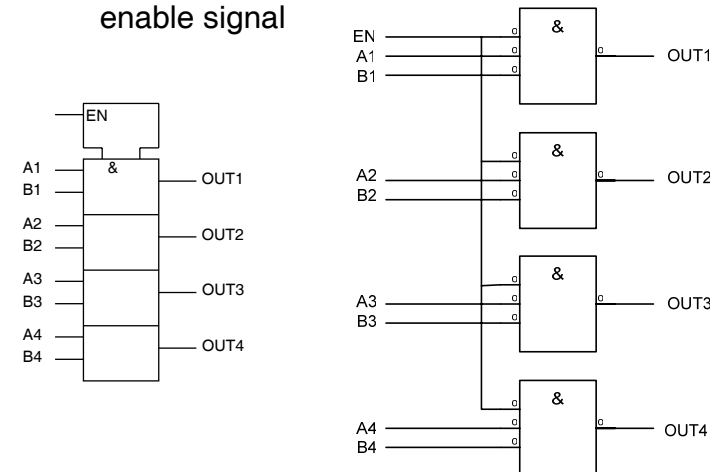 enable signal
EN
&
A1
B1
OUT1
A2
B2
OUT2
A3
B3
OUT3
A4
B4
OUT4
EN
A1
B1
&
OUT1
A2
B2
&
OUT2
A3
B3
&
OUT3
A4
B4
&
OUT4